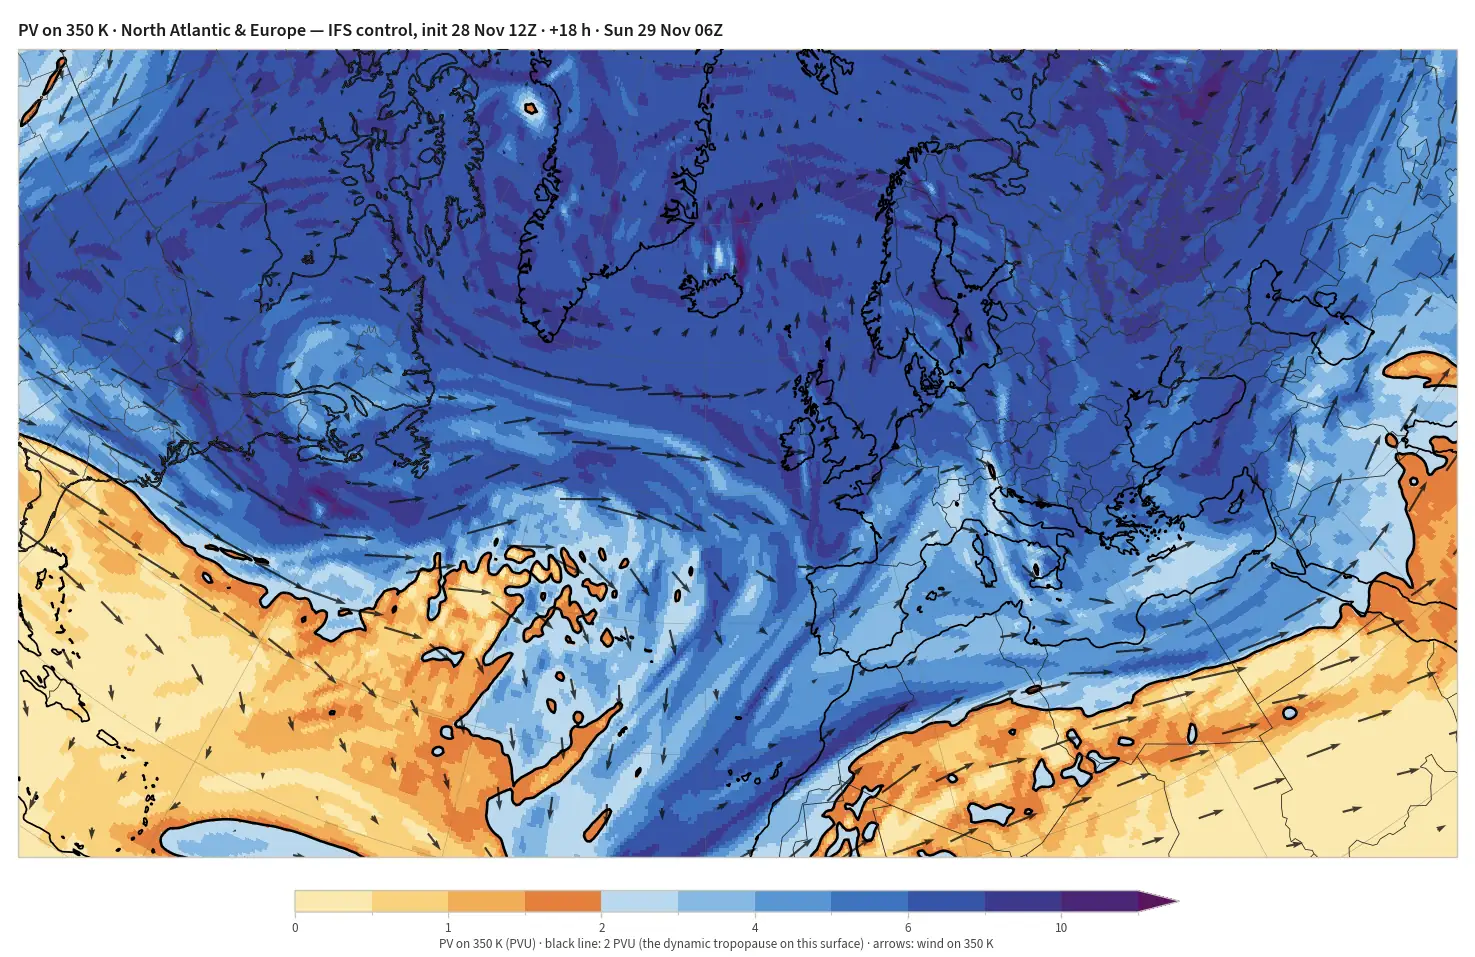 PV on 350 K · North Atlantic & Europe — IFS control, init 28 Nov 12Z · +18 h · Sun 29 Nov 06Z
0 1 2 4 6 10
PV on 350 K (PVU) · black line: 2 PVU (the dynamic tropopause on this surface) · arrows: wind on 350 K